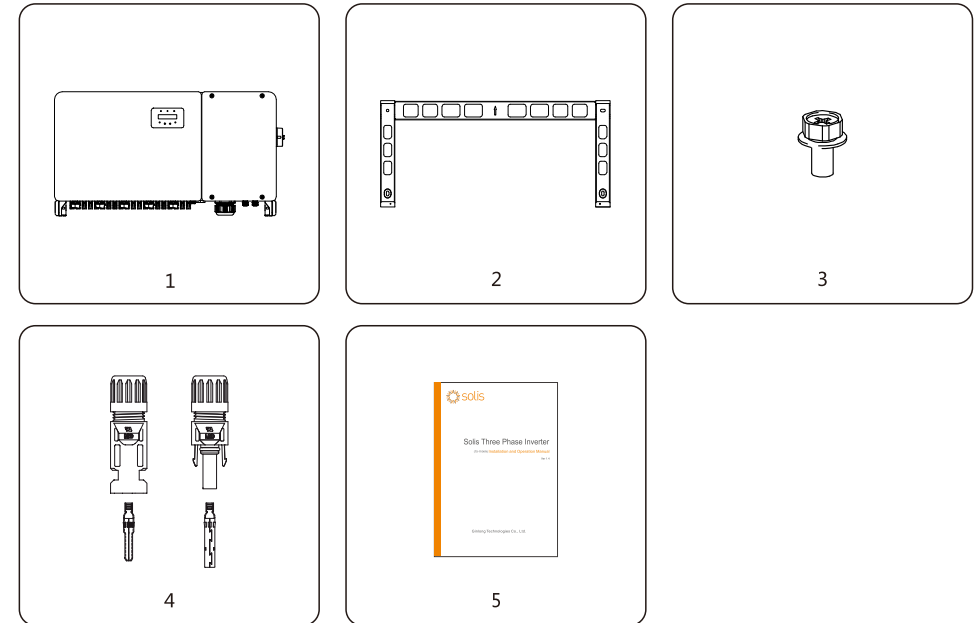 1
2
3
4
5
solis
Solis Three Phase Inverter
Installation and Operation Manual
Ginlong Technologies Co., Ltd.